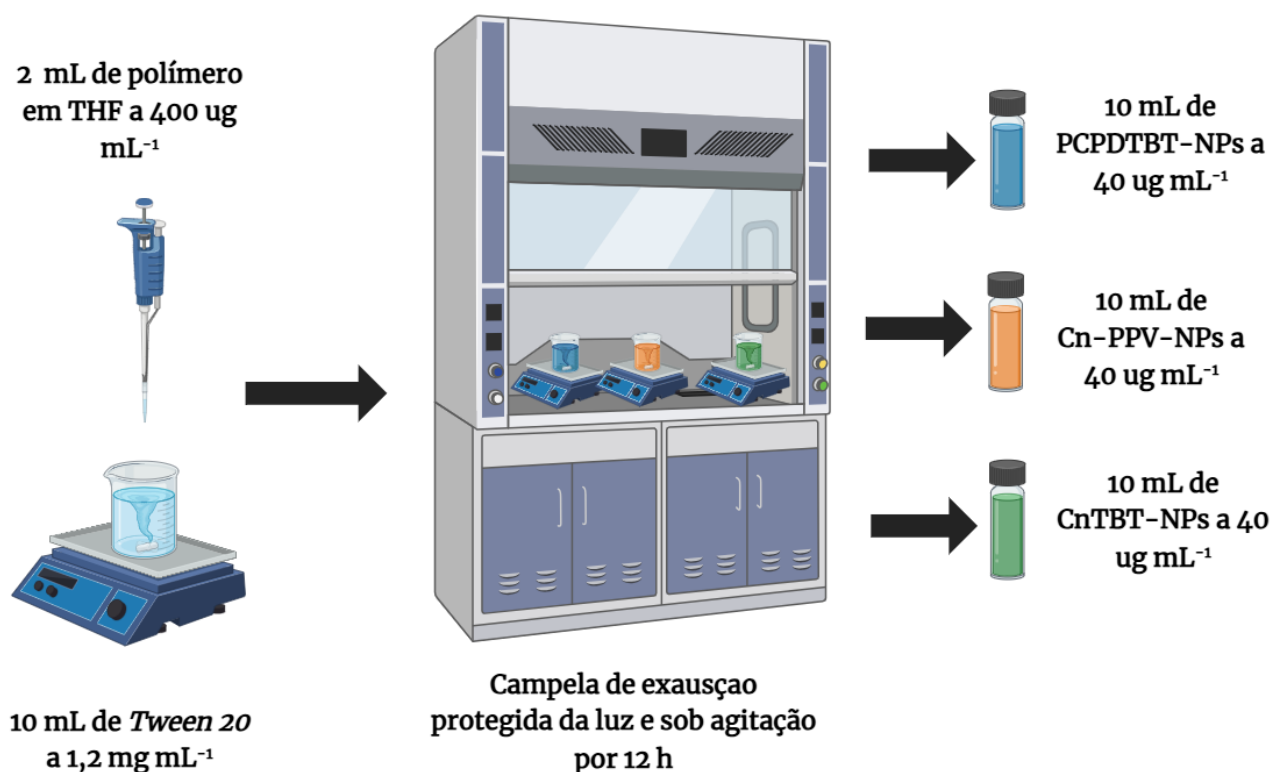 2 mL de polímero
em THF a 400 ug
mL⁻¹
10 mL de Tween 20
a 1,2 mg mL⁻¹
Campela de exausçao
protegida da luz e sob agitação
por 12 h
10 mL de
PCPDTBT-NPs a
40 ug mL⁻¹
10 mL de
Cn-PPV-NPs a
40 ug mL⁻¹
10 mL de
CnTBT-NPs a 40
ug mL⁻¹